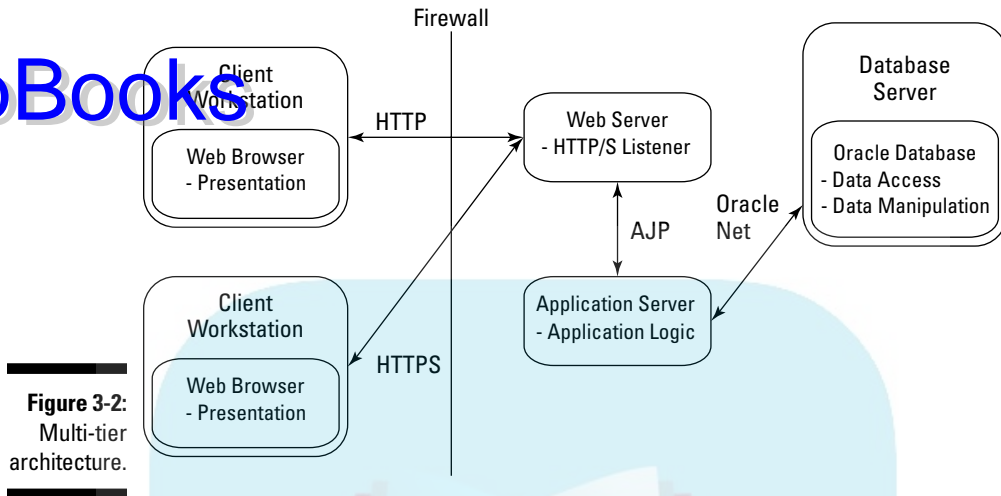 Firewall
Client
Workstation
Web Browser
- Presentation
HTTP
Web Server
- HTTP/S Listener
Database
Server
Oracle Database
- Data Access
- Data Manipulation
Oracle
Net
AJP
Application Server
- Application Logic
Client
Workstation
Web Browser
- Presentation
HTTPS
Figure 3-2:
Multi-tier
architecture.